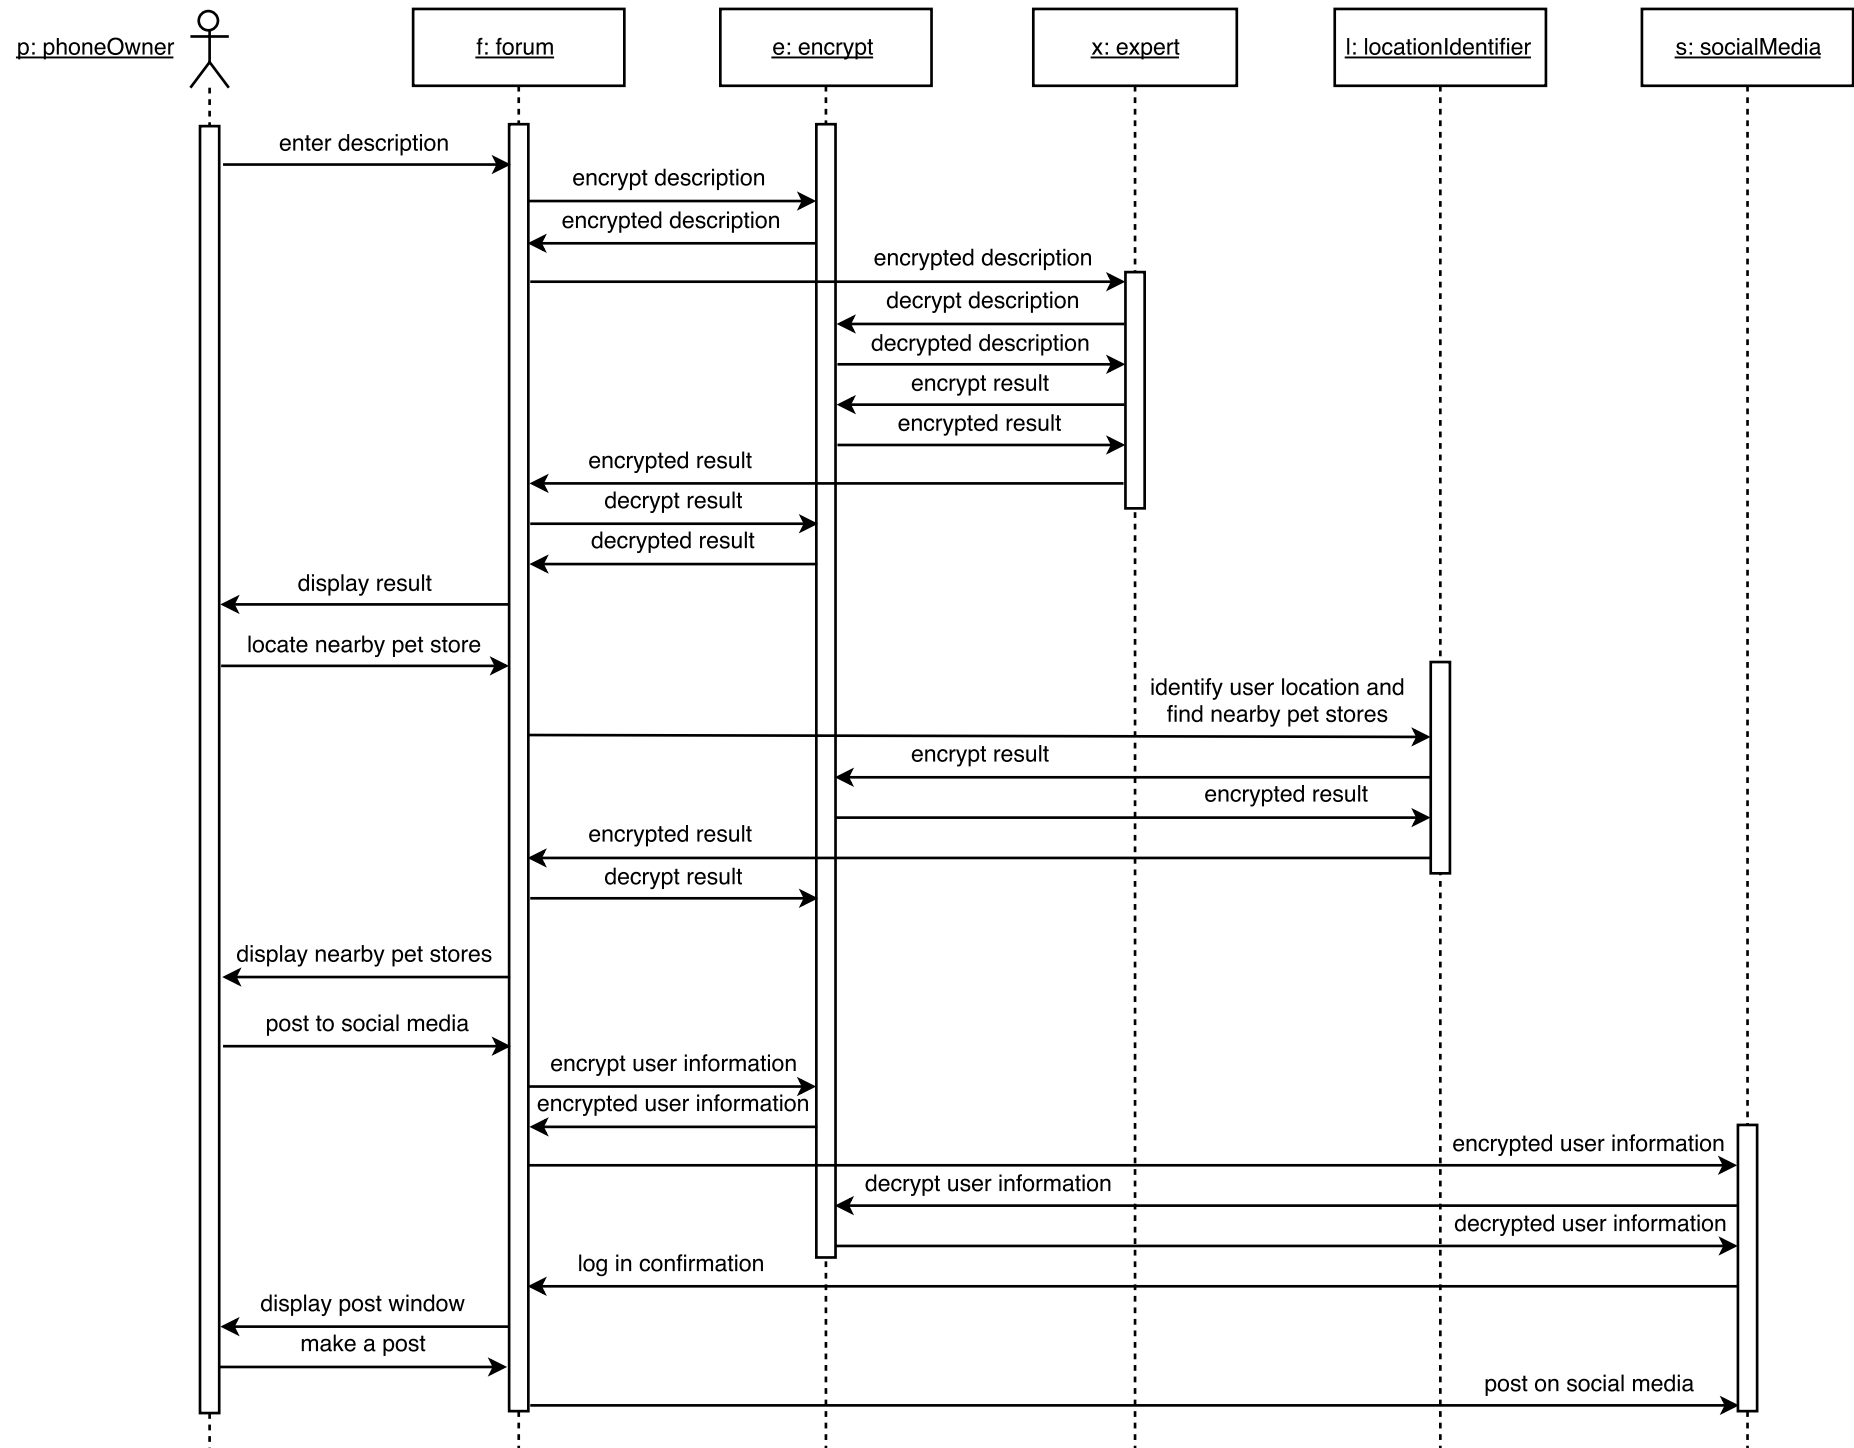 p: phoneOwner
f: forum
e: encrypt
x: expert
l: locationIdentifier
s: socialMedia
enter description
encrypt description
encrypted description
encrypted description
decrypt description
decrypted description
encrypt result
encrypted result
encrypted result
decrypt result
decrypted result
display result
locate nearby pet store
identify user location and
find nearby pet stores
encrypt result
encrypted result
encrypted result
decrypt result
display nearby pet stores
post to social media
encrypt user information
encrypted user information
encrypted user information
decrypt user information
decrypted user information
log in confirmation
display post window
make a post
post on social media